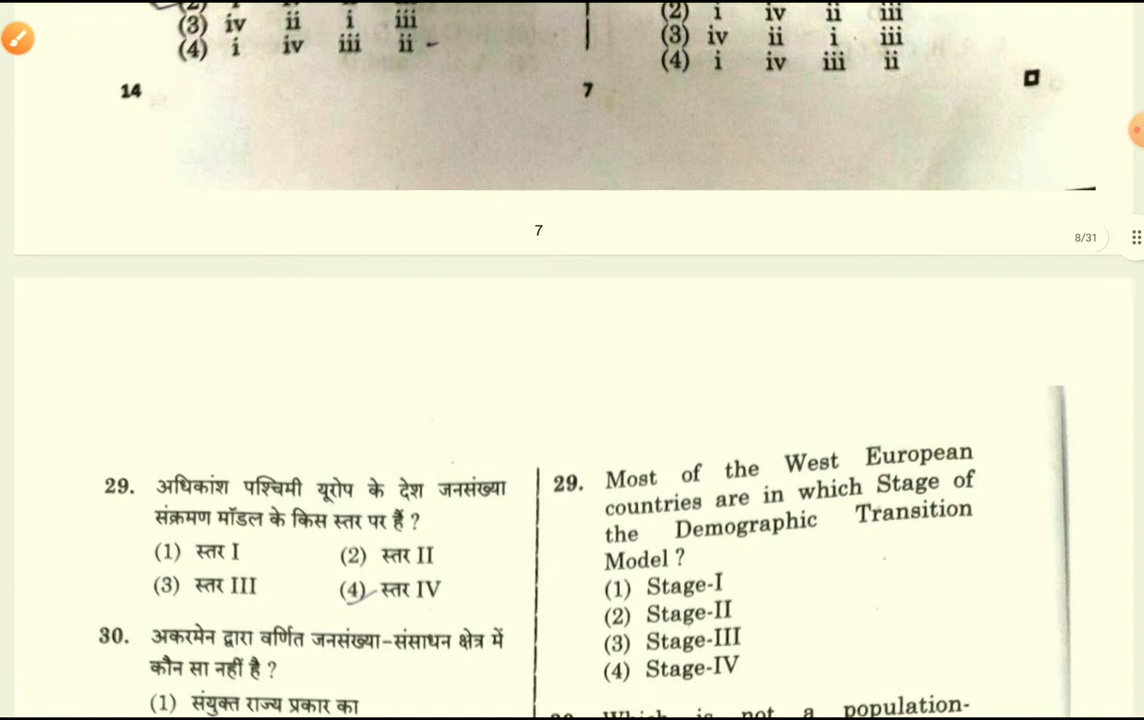 (3) iv ii i iii
(4) i iv iii ii
14
(2) i iv ii iii
(3) iv ii i iii
(4) i iv iii ii
7
7
8/31
29. अधिकांश पश्चिमी यूरोप के देश जनसंख्या
संक्रमण मॉडल के किस स्तर पर हैं ?
(1) स्तर I (2) स्तर II
(3) स्तर III (4) स्तर IV
30. अकरमेन द्वारा वर्णित जनसंख्या-संसाधन क्षेत्र में
कौन सा नहीं है ?
(1) संयुक्त राज्य प्रकार का
29. Most of the West European
countries are in which Stage of
the Demographic Transition
Model ?
(1) Stage-I
(2) Stage-II
(3) Stage-III
(4) Stage-IV
Which is not a population-